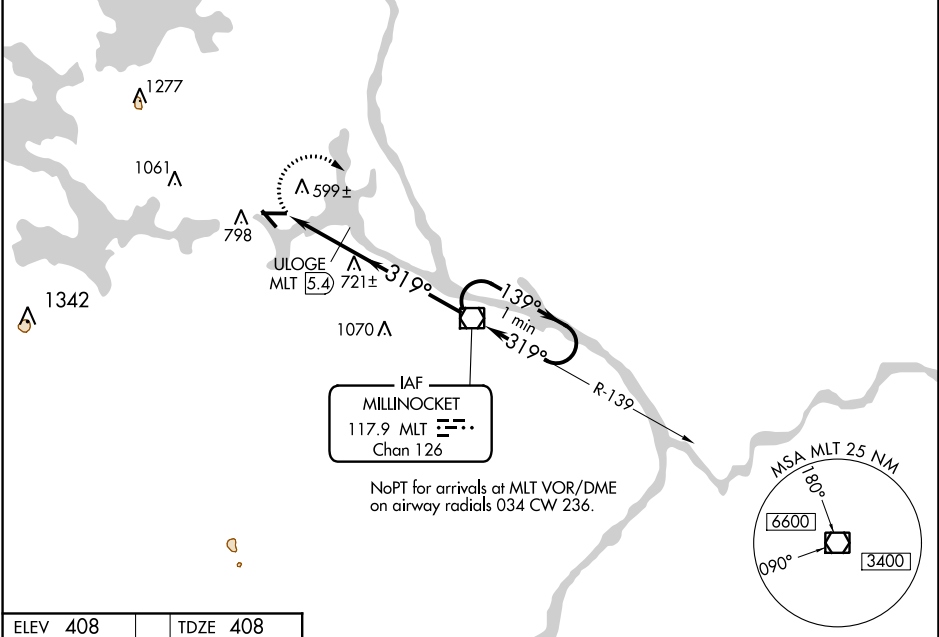 1277
1061
599±
798
ULOGE
MLT 5.4
721±
319°
1342
139°
1 min
319°
1070
R-139
IAF
MILLINOCKET
117.9 MLT
Chan 126
NoPT for arrivals at MLT VOR/DME
on airway radials 034 CW 236.
MSA MLT 25 NM
180°
6600
090°
3400
ELEV 408
TDZE 408